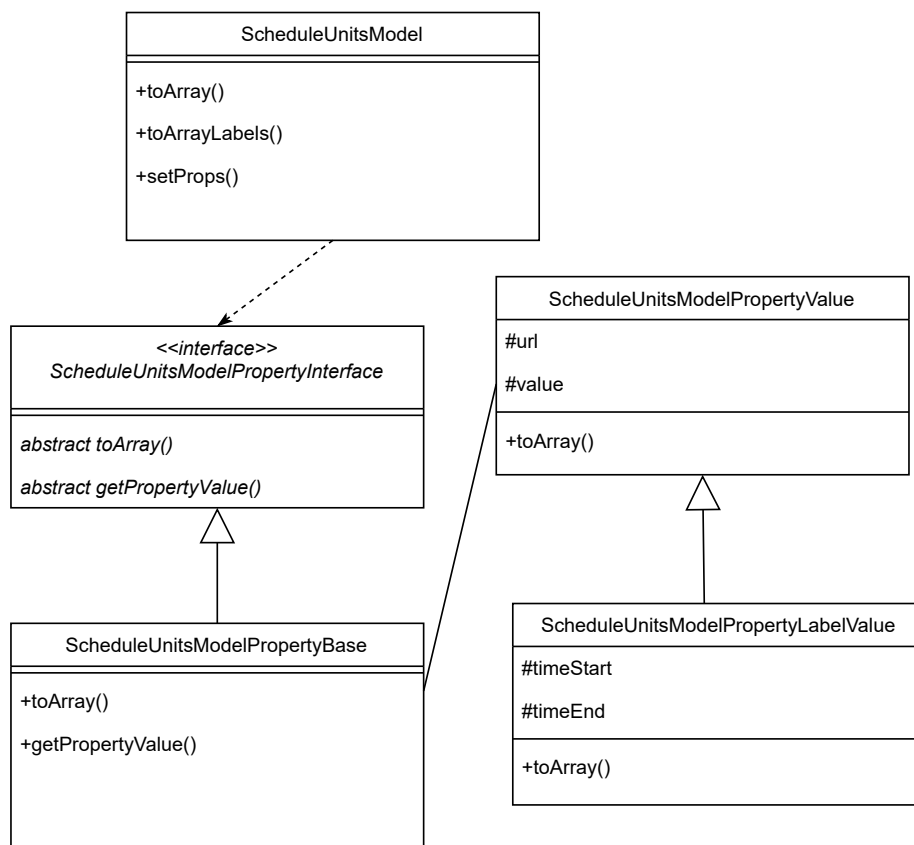 ScheduleUnitsModel
+toArray()
+toArrayLabels()
+setProps()
<<interface>>
ScheduleUnitsModelPropertyInterface
abstract toArray()
abstract getPropertyValue()
ScheduleUnitsModelPropertyValue
#url
#value
+toArray()
ScheduleUnitsModelPropertyBase
+toArray()
+getPropertyValue()
ScheduleUnitsModelPropertyLabelValue
#timeStart
#timeEnd
+toArray()